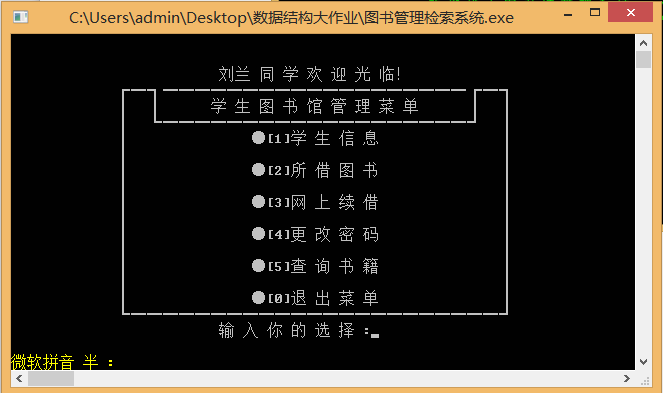 C:\Users\admin\Desktop\数据结构大作业\图书管理检索系统.exe
刘兰 同 学 欢 迎 光 临!
学 生 图 书 馆 管 理 菜 单
●[1]学 生 信 息
●[2]所 借 图 书
●[3]网 上 续 借
●[4]更 改 密 码
●[5]查 询 书 籍
●[0]退 出 菜 单
输 入 你 的 选 择 :
微软拼音 半 :